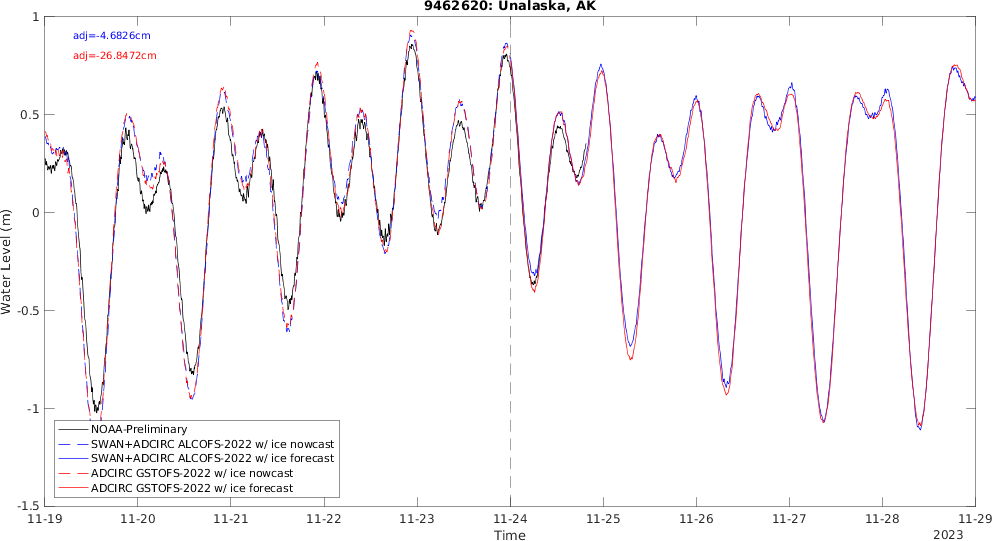 9462620: Unalaska, AK
adj=-4.6826cm
adj=-26.8472cm
Water Level (m)
1
0.5
0
-0.5
-1
-1.5
NOAA-Preliminary
SWAN+ADCIRC ALCOFS-2022 w/ ice nowcast
SWAN+ADCIRC ALCOFS-2022 w/ ice forecast
ADCIRC GSTOFS-2022 w/ ice nowcast
ADCIRC GSTOFS-2022 w/ ice forecast
11-19 11-20 11-21 11-22 11-23 11-24 11-25 11-26 11-27 11-28 11-29
Time
2023